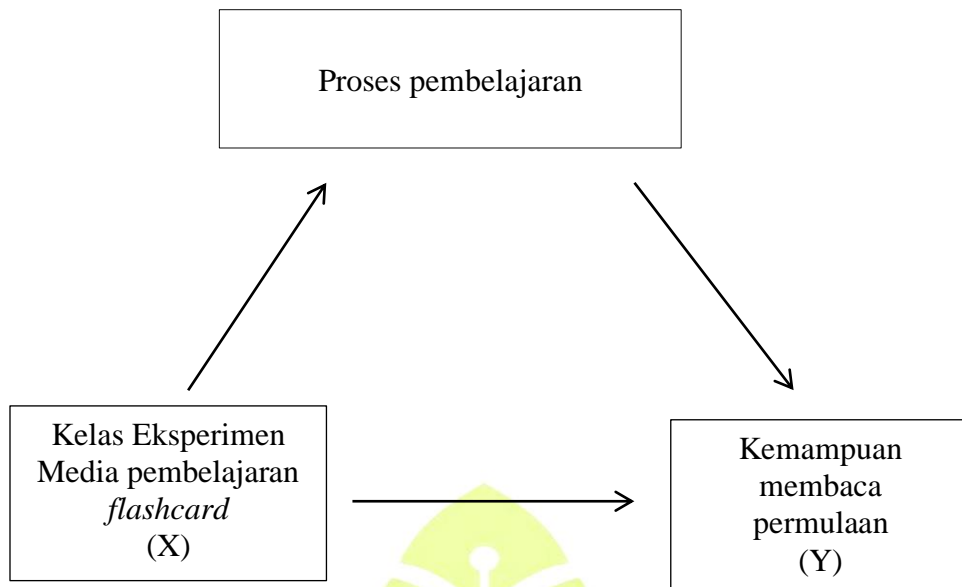 Proses pembelajaran
Kelas Eksperimen
Media pembelajaran
flashcard
(X)
Kemampuan
membaca
permulaan
(Y)